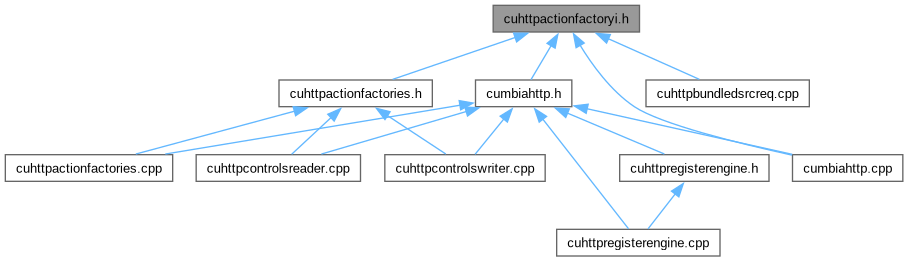 cuhttpactionfactoryi.h
cuhttpactionfactories.h
cumbiahttp.h
cuhttpbundledsrcreq.cpp
cuhttpactionfactories.cpp
cuhttpcontrolsreader.cpp
cuhttpcontrolswriter.cpp
cuhttpregisterengine.h
cumbiahttp.cpp
cuhttpregisterengine.cpp